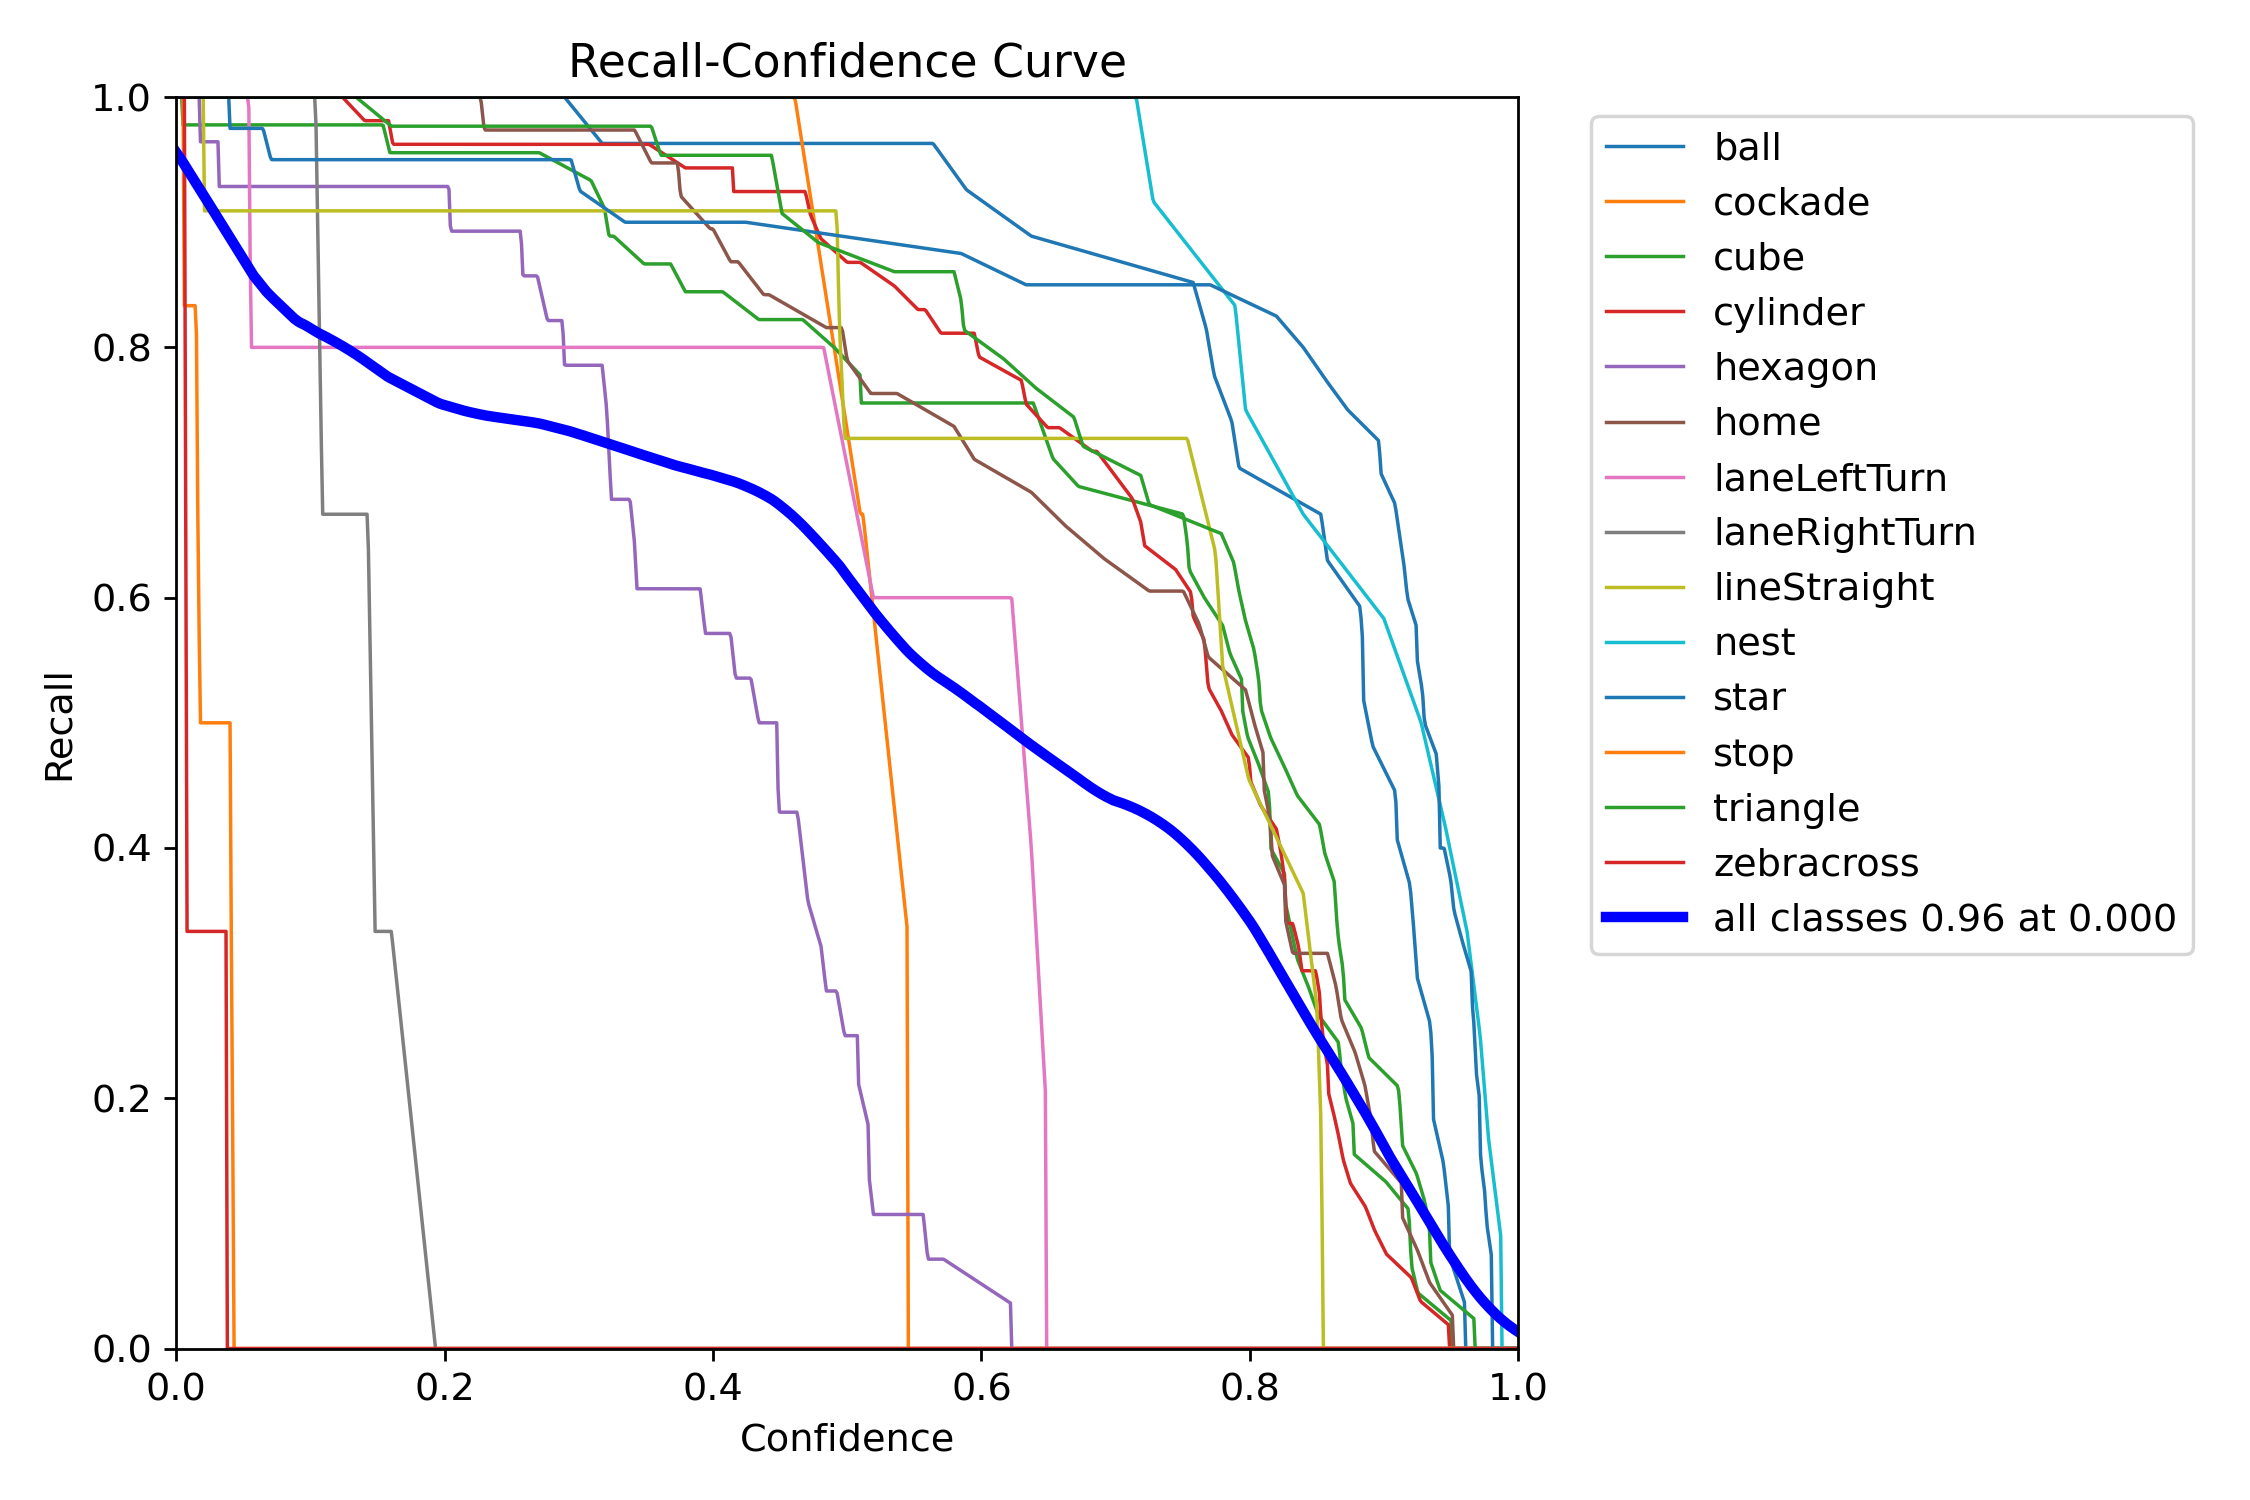 Recall-Confidence Curve
1.0
0.8
0.6
0.4
0.2
0.0
Recall
0.0 0.2 0.4 0.6 0.8 1.0
Confidence
ball
cockade
cube
cylinder
hexagon
home
laneLeftTurn
laneRightTurn
lineStraight
nest
star
stop
triangle
zebracross
all classes 0.96 at 0.000